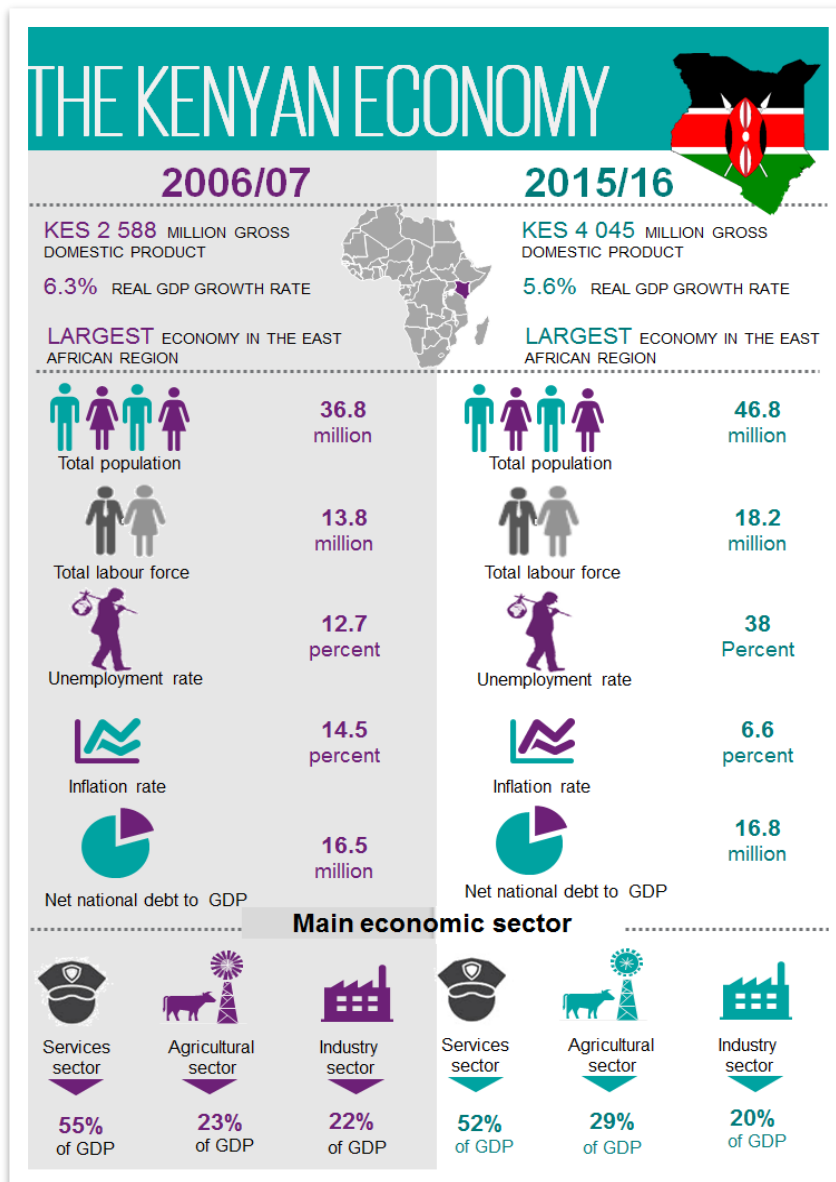 THE KENYAN ECONOMY
2006/07
KES 2 588 MILLION GROSS
DOMESTIC PRODUCT
6.3% REAL GDP GROWTH RATE
LARGEST ECONOMY IN THE EAST
AFRICAN REGION
36.8
million
Total population
13.8
million
Total labour force
12.7
percent
Unemployment rate
14.5
percent
Inflation rate
16.5
million
Net national debt to GDP
2015/16
KES 4 045 MILLION GROSS
DOMESTIC PRODUCT
5.6% REAL GDP GROWTH RATE
LARGEST ECONOMY IN THE EAST
AFRICAN REGION
46.8
million
Total population
18.2
million
Total labour force
38
Percent
Unemployment rate
6.6
percent
Inflation rate
16.8
million
Net national debt to GDP
Main economic sector
Services
sector
55%
of GDP
Agricultural
sector
23%
of GDP
Industry
sector
22%
of GDP
Services
sector
52%
of GDP
Agricultural
sector
29%
of GDP
Industry
sector
20%
of GDP